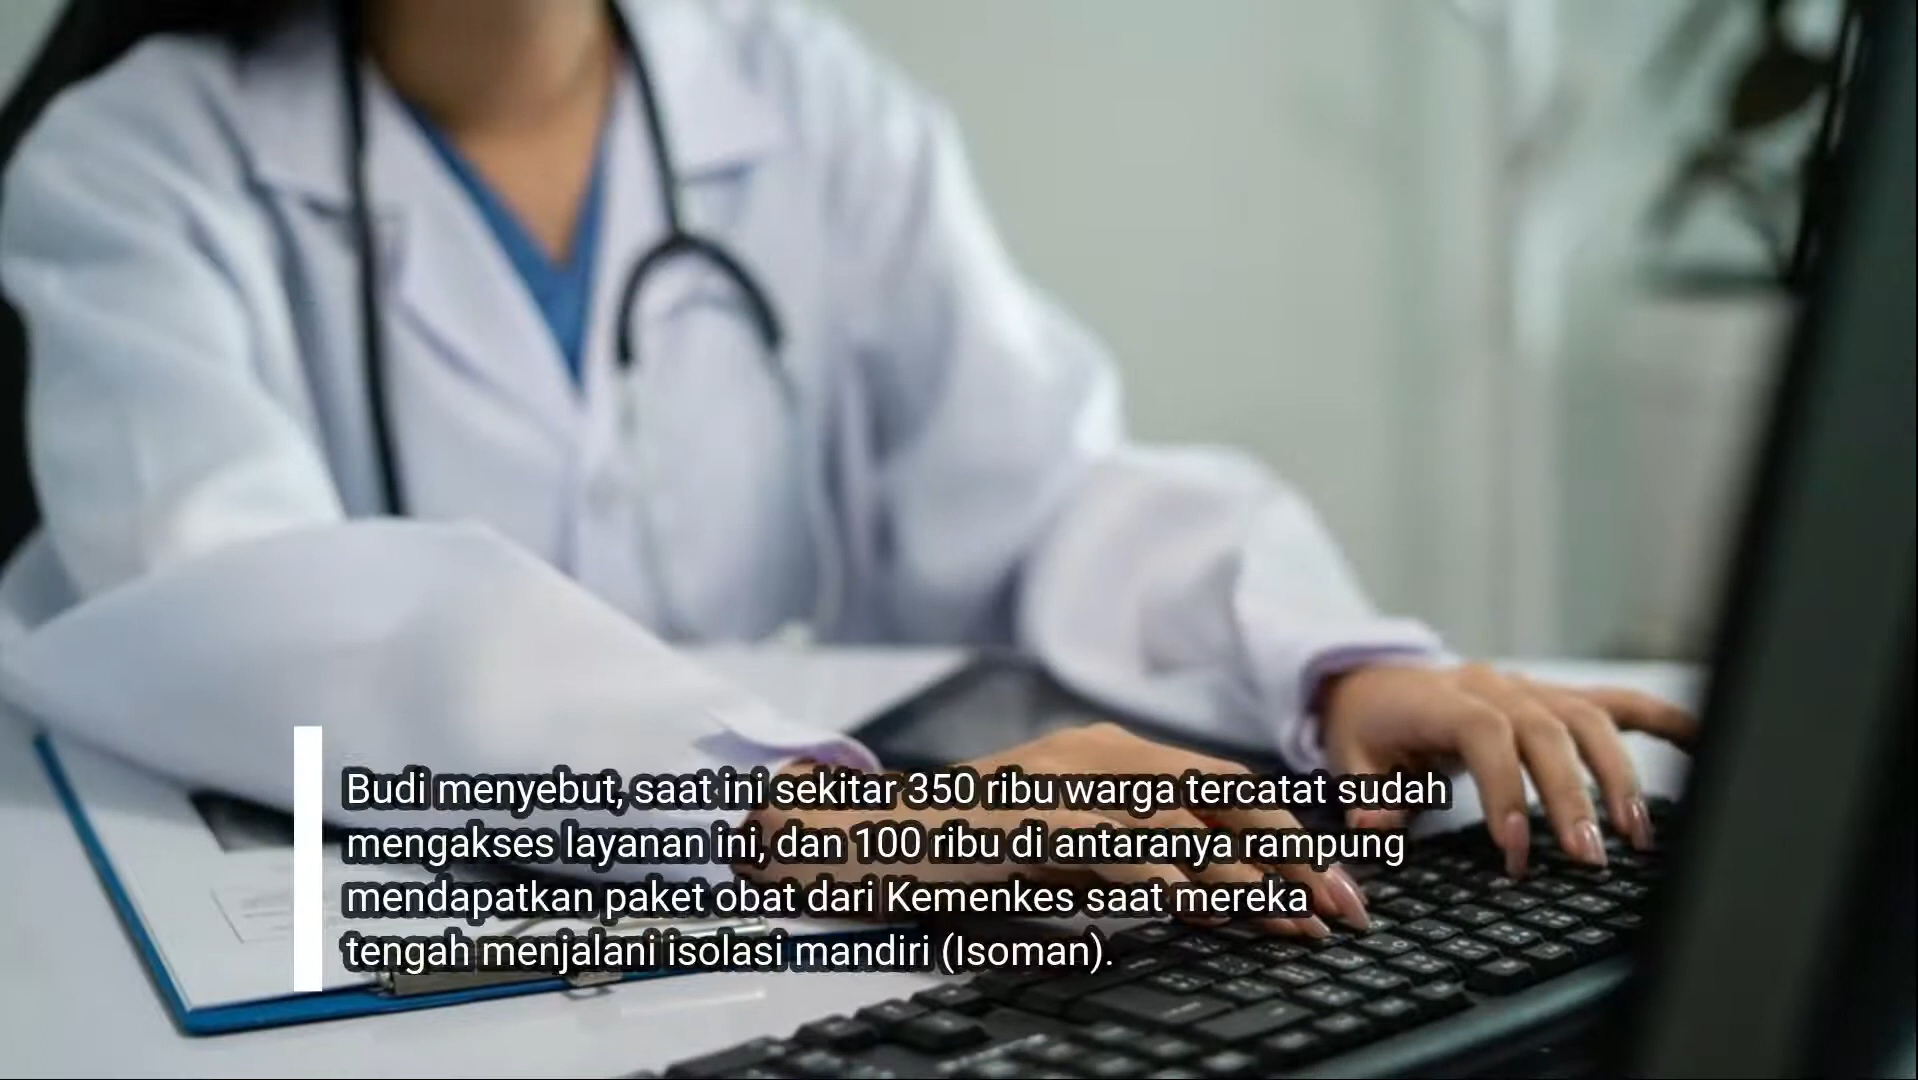 Budi menyebut, saat ini sekitar 350 ribu warga tercatat sudah
mengakses layanan ini, dan 100 ribu di antaranya rampung
mendapatkan paket obat dari Kemenkes saat mereka
tengah menjalani isolasi mandiri (Isoman).